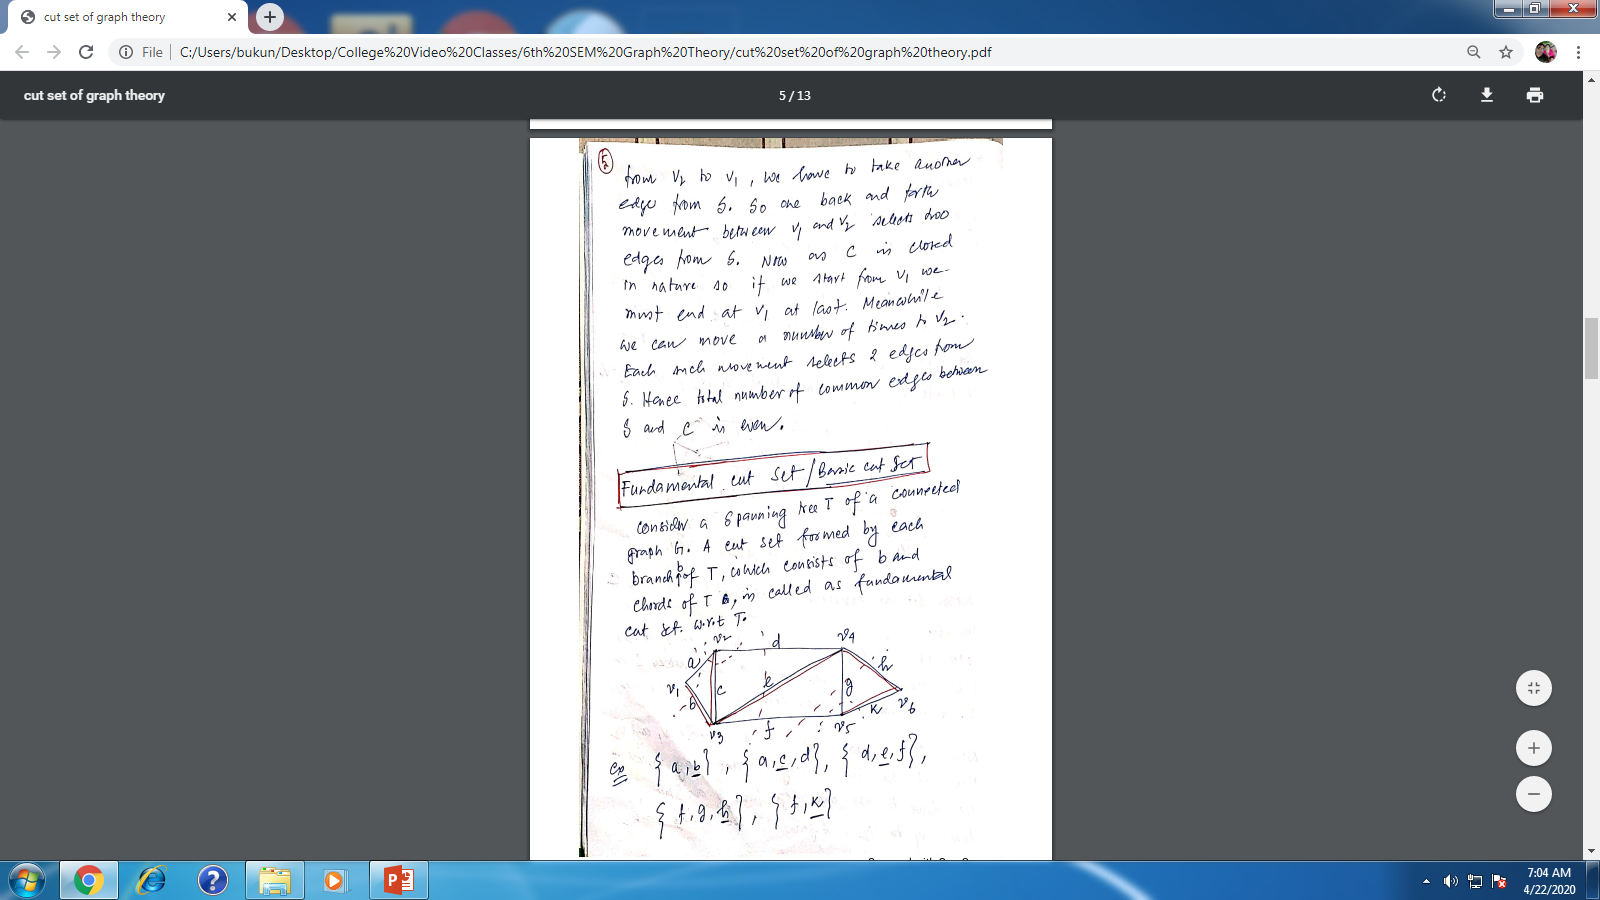 cut set of graph theory
File
C:/Users/bukun/Desktop/College%20Video%20Classes/6th%20SEM%20Graph%20Theory/cut%20set%20of%20graph%20theory.pdf
cut set of graph theory
5 / 13
from v2 to v1, we have to take another
edge from S. So one back and forth
movement between v1 and v2 selects two
edges from S. Now as C is closed
in nature so if we start from v1 we
must end at v1 at last. Meanwhile
we can move a number of times to v2.
Each such movement selects 2 edges from
S. Hence total number of common edges between
S and C is even.
Fundamental cut set/Basic cut set
consider a spanning tree T of a connected
graph G. A cut set formed by each
branch b of T, which consists of b and
chords of T, is called as fundamental
cut set w.r.t T.
v2 d v4
a h
v1 c e g
b k v6
v3 f v5
ex {a,b}, {a,c,d}, {d,e,f},
{f,g,h}, {f,k}
7:04 AM
4/22/2020